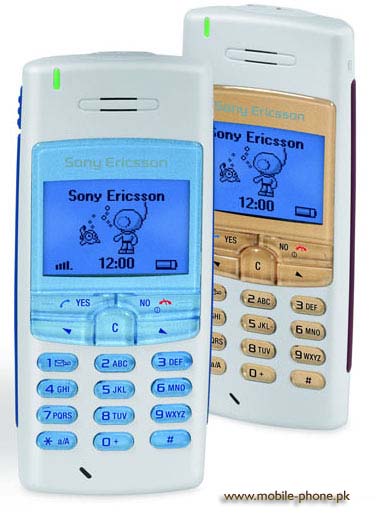 Sony Ericsson
Sony Ericsson
12:00
YES NO
C
1 2 ABC 3 DEF
4 GHI 5 JKL 6 MNO
7 PQRS 8 TUV 9 WXYZ
* a/A 0 + #
Sony Ericsson
Sony Ericsson
12:00
YES NO
C
2 ABC 3 DEF
5 JKL 6 MNO
8 TUV 9 WXYZ
0 + #
www.mobile-phone.pk